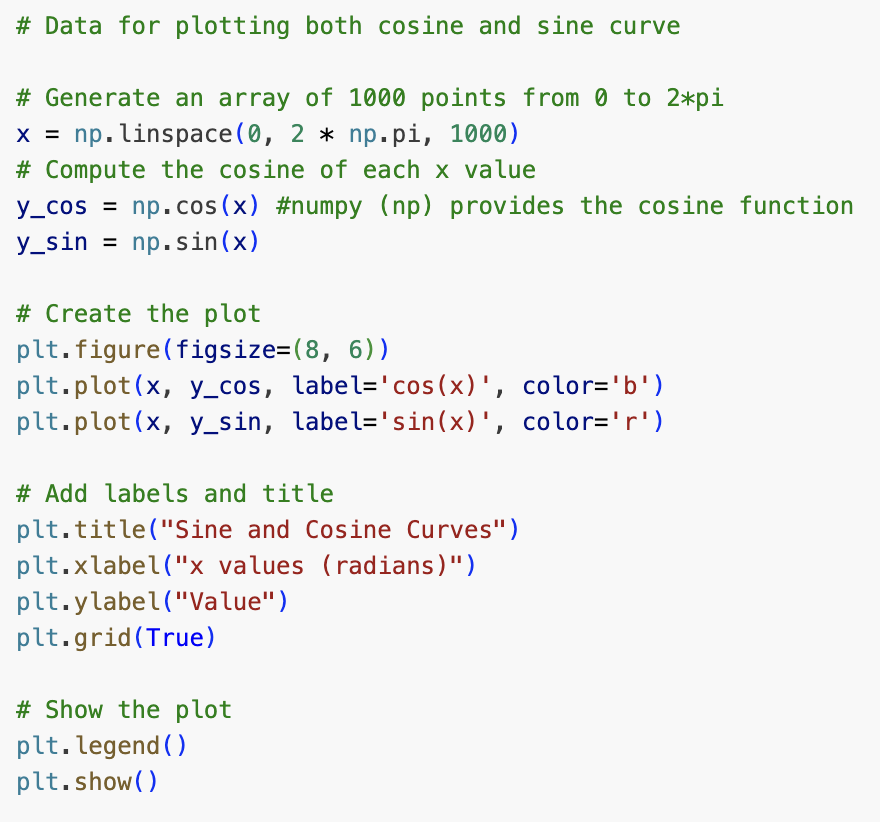 # Data for plotting both cosine and sine curve
# Generate an array of 1000 points from 0 to 2*pi
x = np.linspace(0, 2 * np.pi, 1000)
# Compute the cosine of each x value
y_cos = np.cos(x) #numpy (np) provides the cosine function
y_sin = np.sin(x)
# Create the plot
plt.figure(figsize=(8, 6))
plt.plot(x, y_cos, label='cos(x)', color='b')
plt.plot(x, y_sin, label='sin(x)', color='r')
# Add labels and title
plt.title("Sine and Cosine Curves")
plt.xlabel("x values (radians)")
plt.ylabel("Value")
plt.grid(True)
# Show the plot
plt.legend()
plt.show()